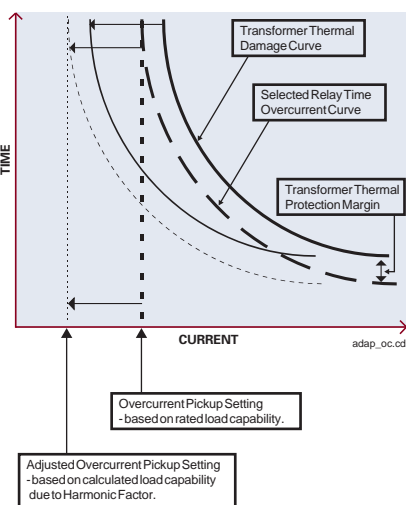 Transformer Thermal
Damage Curve
Selected Relay Time
Overcurrent Curve
Transformer Thermal
Protection Margin
TIME
CURRENT
adap_oc.cd
Overcurrent Pickup Setting
- based on rated load capability.
Adjusted Overcurrent Pickup Setting
- based on calculated load capability
due to Harmonic Factor.